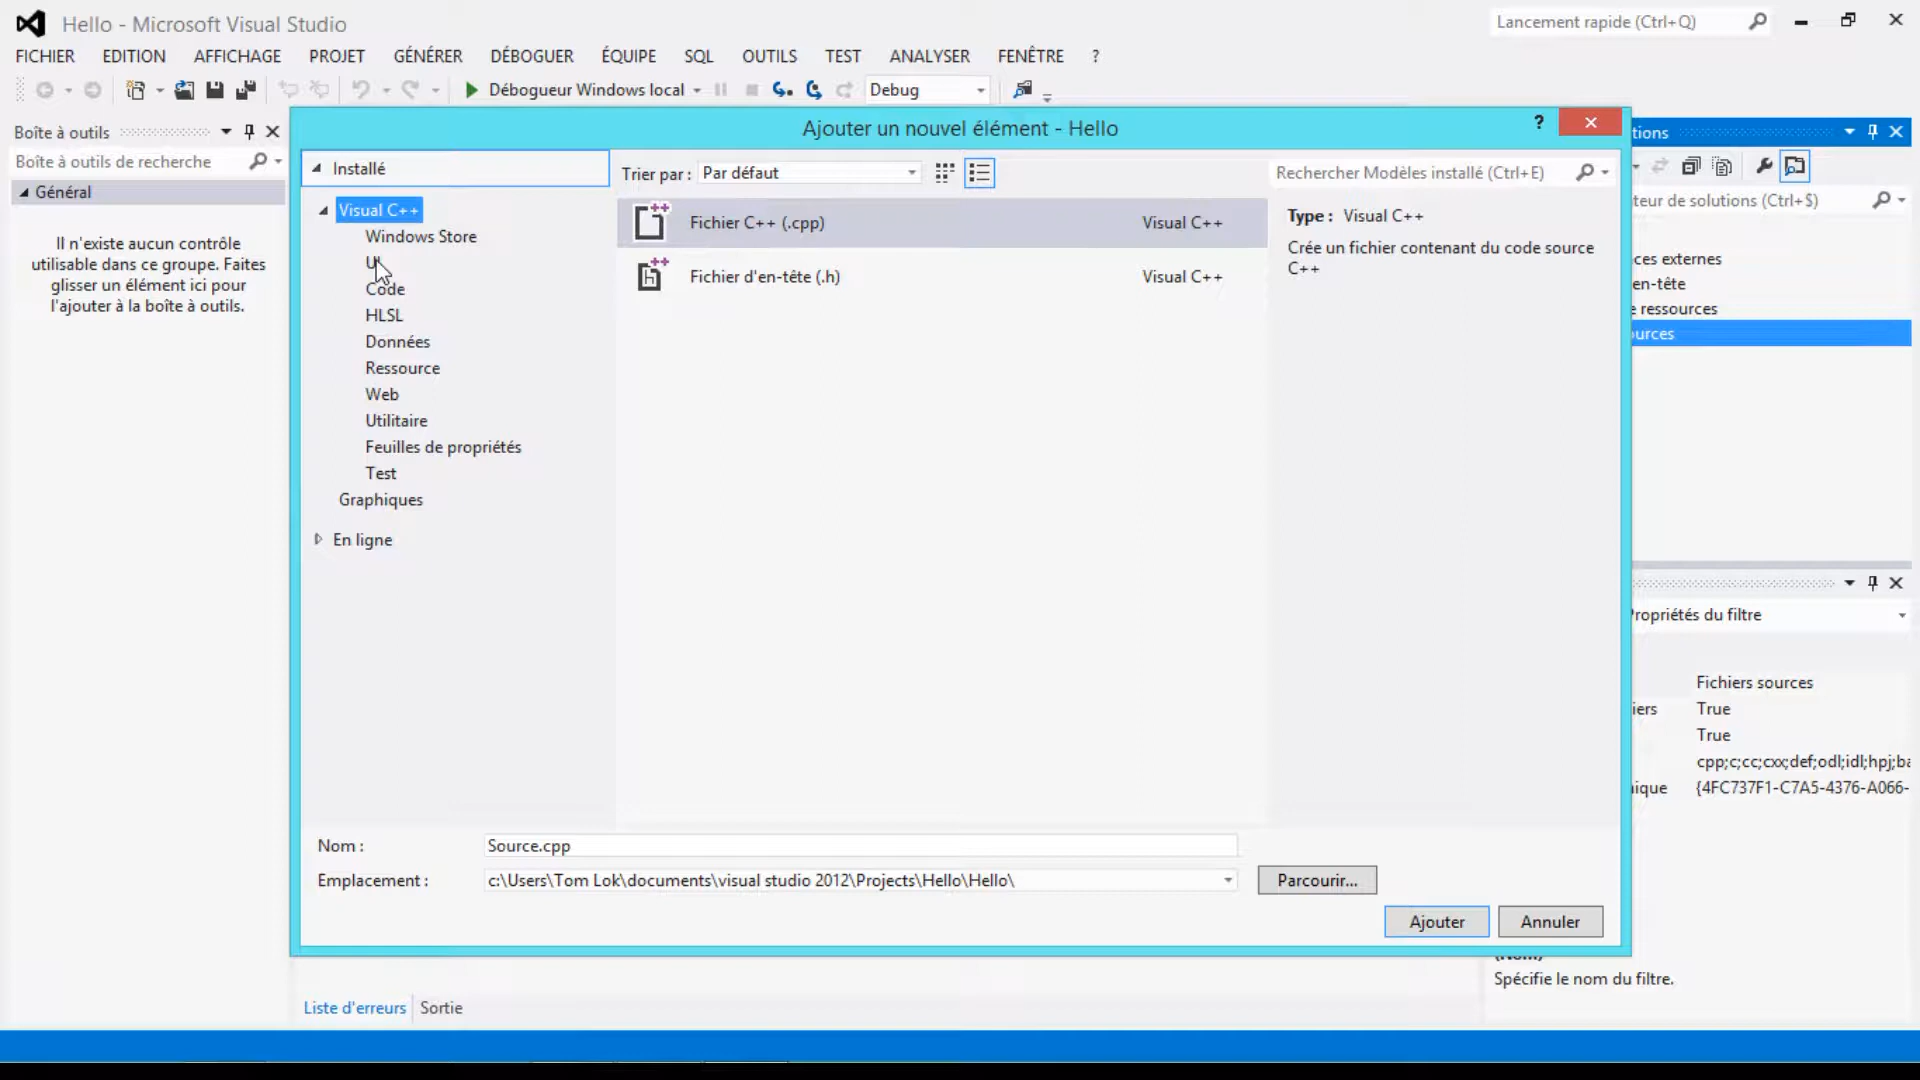 Hello - Microsoft Visual Studio
Lancement rapide (Ctrl+Q)
FICHIER EDITION AFFICHAGE PROJET GÉNÉRER DÉBOGUER ÉQUIPE SQL OUTILS TEST ANALYSER FENÊTRE ?
Débogueur Windows local Debug
Boîte à outils
Boîte à outils de recherche
Général
Il n'existe aucun contrôle
utilisable dans ce groupe. Faites
glisser un élément ici pour
l'ajouter à la boîte à outils.
Ajouter un nouvel élément - Hello
?
Installé
Visual C++
Windows Store
UI
Code
HLSL
Données
Ressource
Web
Utilitaire
Feuilles de propriétés
Test
Graphiques
En ligne
Trier par : Par défaut
Rechercher Modèles installé (Ctrl+E)
Fichier C++ (.cpp) Visual C++
Fichier d'en-tête (.h) Visual C++
Type : Visual C++
Crée un fichier contenant du code source
C++
Nom : Source.cpp
Emplacement : c:\Users\Tom Lok\documents\visual studio 2012\Projects\Hello\Hello\
Parcourir...
Ajouter Annuler
tions
teur de solutions (Ctrl+$)
ces externes
en-tête
e ressources
ources
Propriétés du filtre
Fichiers sources
iers True
True
cpp;c;cc;cxx;def;odl;idl;hpj;ba
ique {4FC737F1-C7A5-4376-A066-
(Nom)
Spécifie le nom du filtre.
Liste d'erreurs Sortie